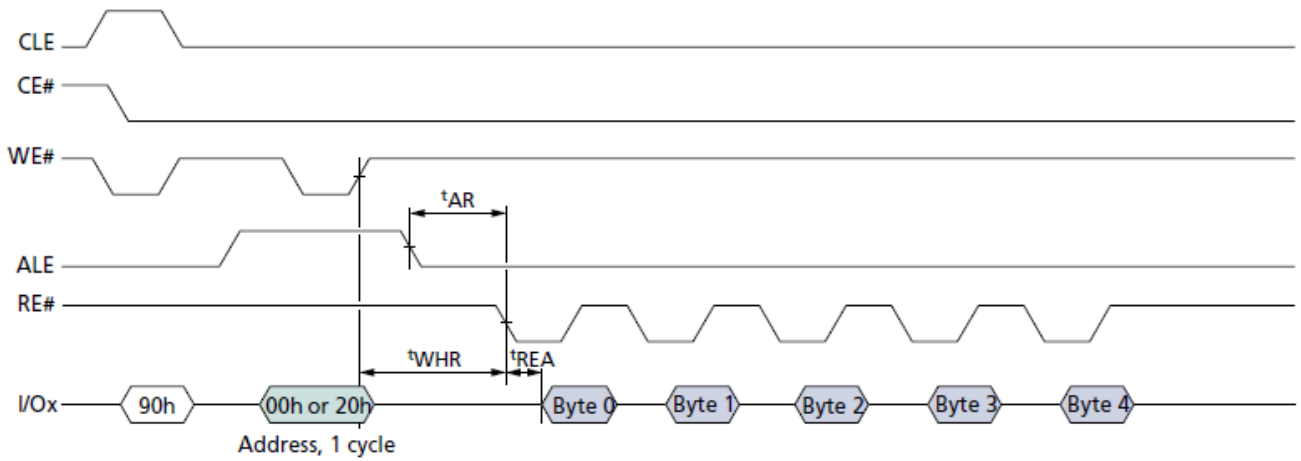 CLE
CE#
WE#
tAR
ALE
RE#
tWHR tREA
I/Ox 90h 00h or 20h Byte 0 Byte 1 Byte 2 Byte 3 Byte 4
Address, 1 cycle